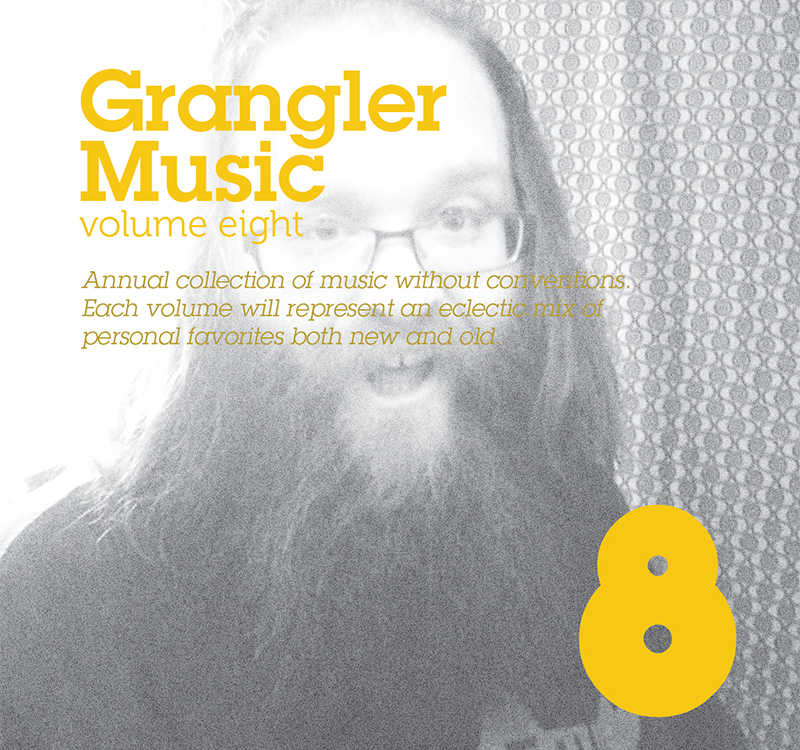 Grangler
Music
volume eight
Annual collection of music without conventions.
Each volume will represent an eclectic mix of
personal favorites both new and old.
8